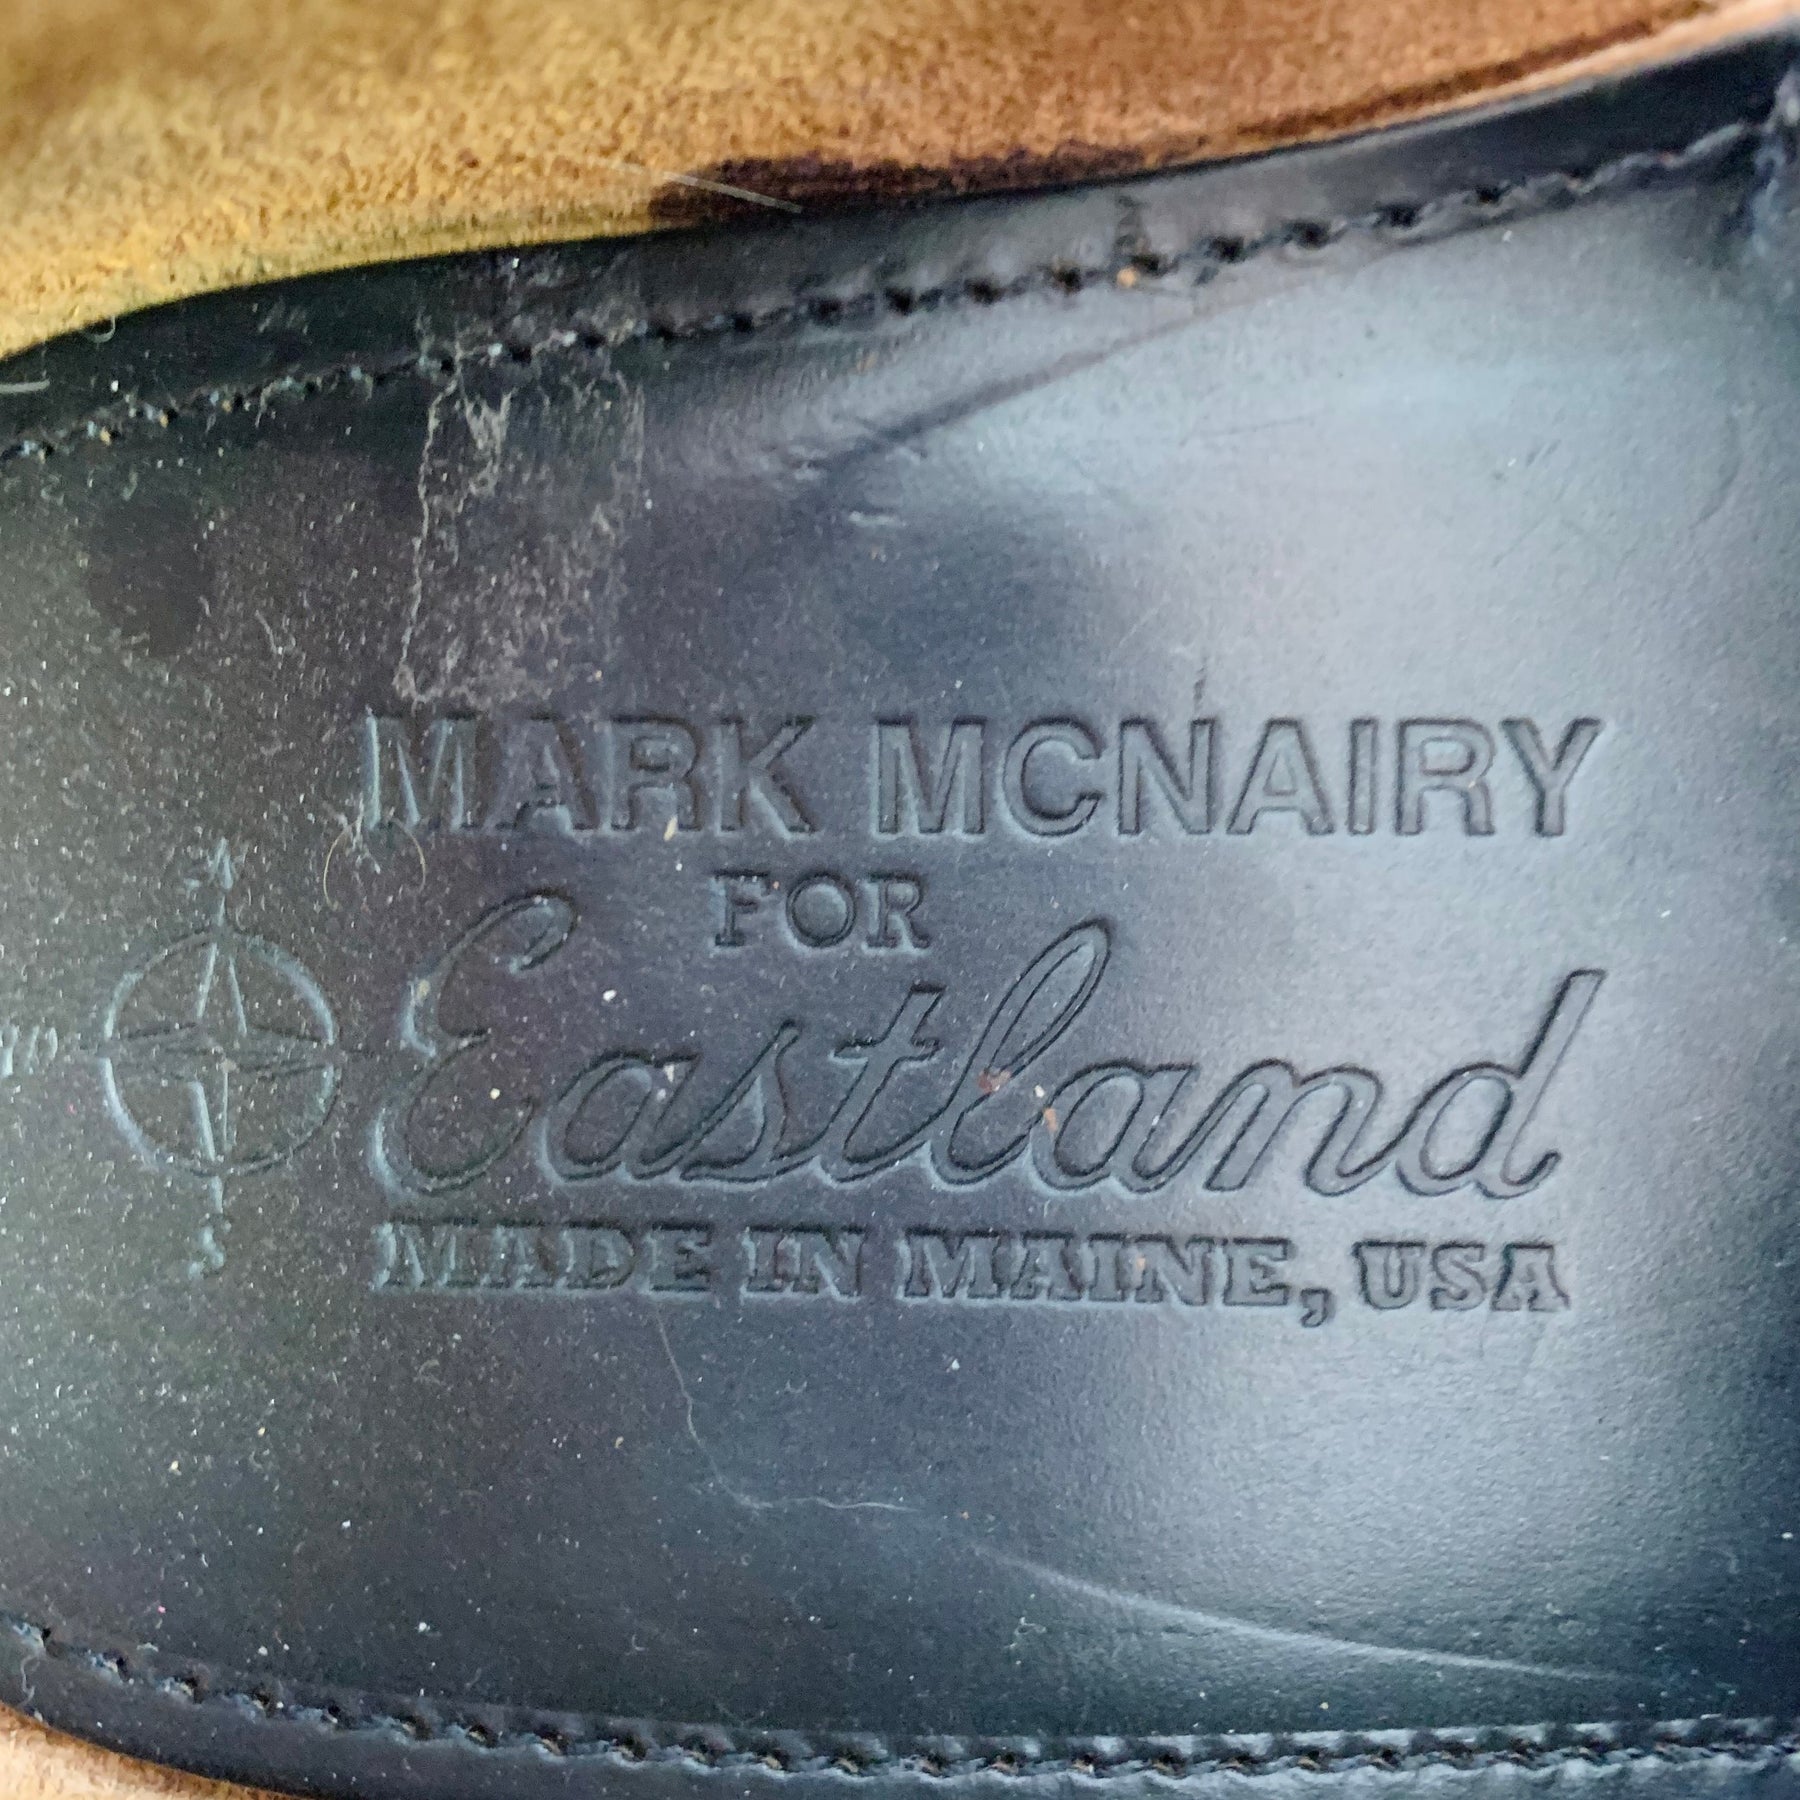 MARK MCNAIRY
FOR
N
Eastland
W
S
MADE IN MAINE, USA